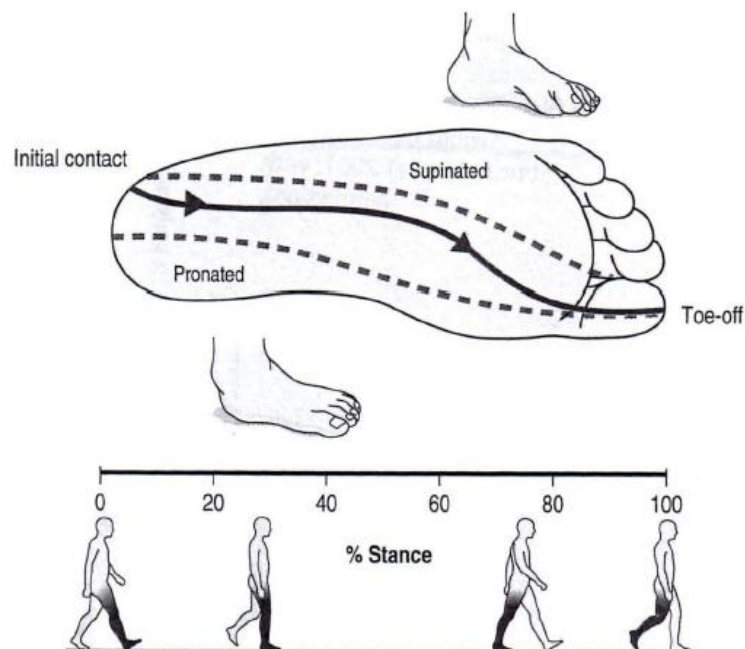 Initial contact
Supinated
Pronated
Toe-off
0 20 40 60 80 100
% Stance